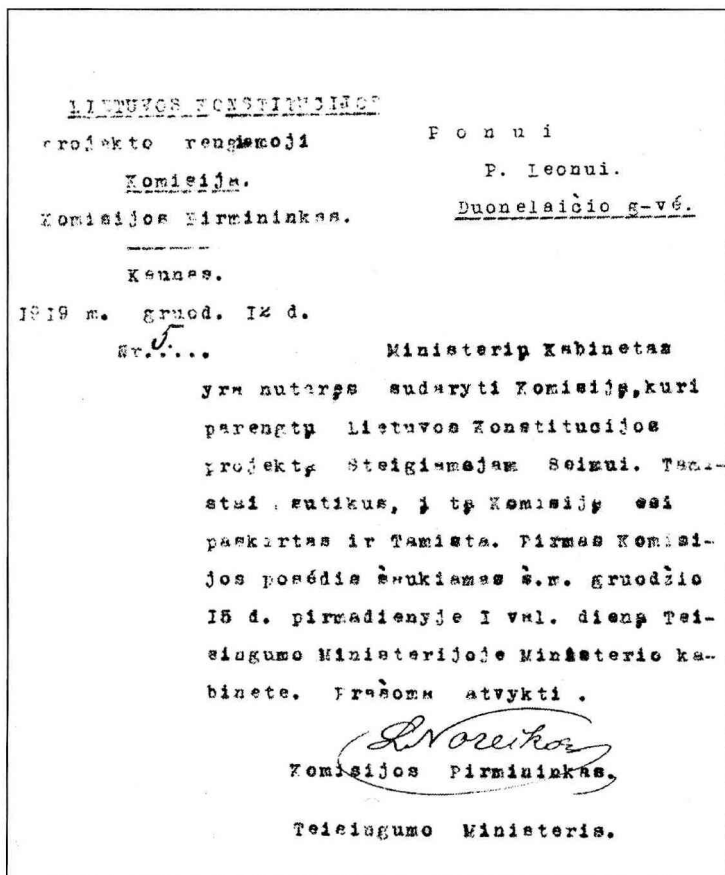 LIETUVOS KONSTITUCIJOS
projekto rengiamoji
Komisija.
Komisijos Pirmininkas.
Kaunas.
1919 m. gruod. 12 d.
Nr. 5....
Ponui
P. Leonui.
Duonelaičio g-vė.
Ministerių Kabinetas
yra nutaręs sudaryti Komisiją,kuri
parengtų Lietuvos Konstitucijos
projektą Steigiamajam Seimui. Tami-
stai sutikus, į tą Komisiją esi
paskirtas ir Tamista. Pirmas Komisi-
jos posėdis šaukiamas š.m. gruodžio
15 d. pirmadienyje I val. dieną Tei-
singumo Ministerijoje Ministerio ka-
binete. Prašoma atvykti .
L Noreika
Komisijos Pirmininkas,
Teisingumo Ministeris.